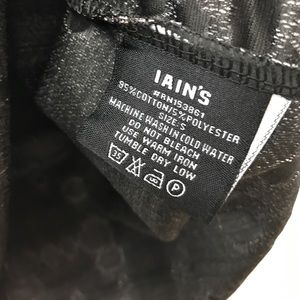 IAIN'S
#RN153861
95%COTTON/5%POLYESTER
SIZE:S
MACHINE WASH IN COLD WATER
DO NOT BLEACH
USE WARM IRON
TUMBLE DRY LOW
35 P